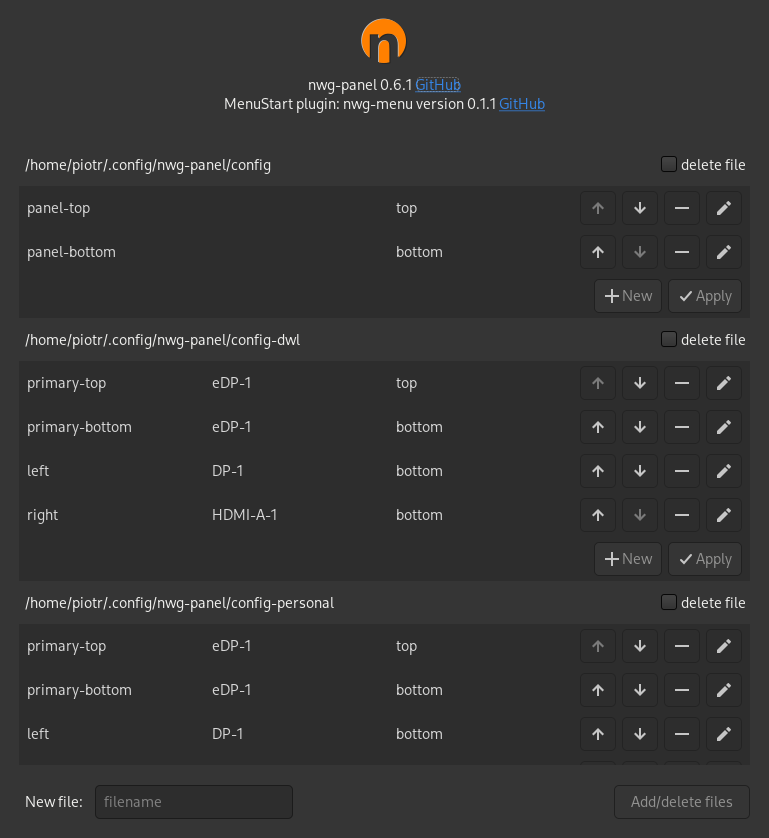 nwg-panel 0.6.1 GitHub
MenuStart plugin: nwg-menu version 0.1.1 GitHub
/home/piotr/.config/nwg-panel/config delete file
panel-top top
panel-bottom bottom
New Apply
/home/piotr/.config/nwg-panel/config-dwl delete file
primary-top eDP-1 top
primary-bottom eDP-1 bottom
left DP-1 bottom
right HDMI-A-1 bottom
New Apply
/home/piotr/.config/nwg-panel/config-personal delete file
primary-top eDP-1 top
primary-bottom eDP-1 bottom
left DP-1 bottom
New file: filename Add/delete files